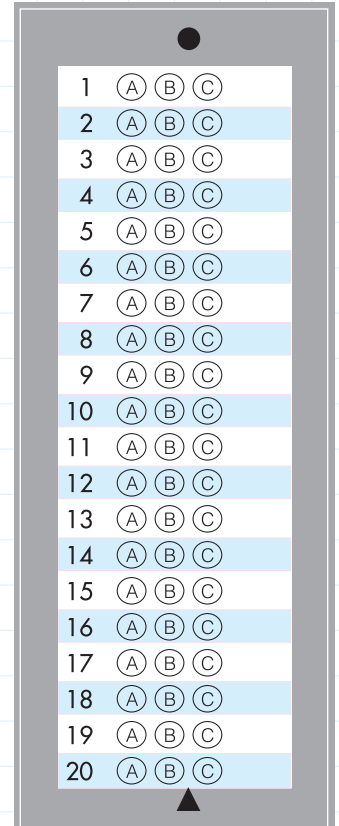 1 A B C
2 A B C
3 A B C
4 A B C
5 A B C
6 A B C
7 A B C
8 A B C
9 A B C
10 A B C
11 A B C
12 A B C
13 A B C
14 A B C
15 A B C
16 A B C
17 A B C
18 A B C
19 A B C
20 A B C